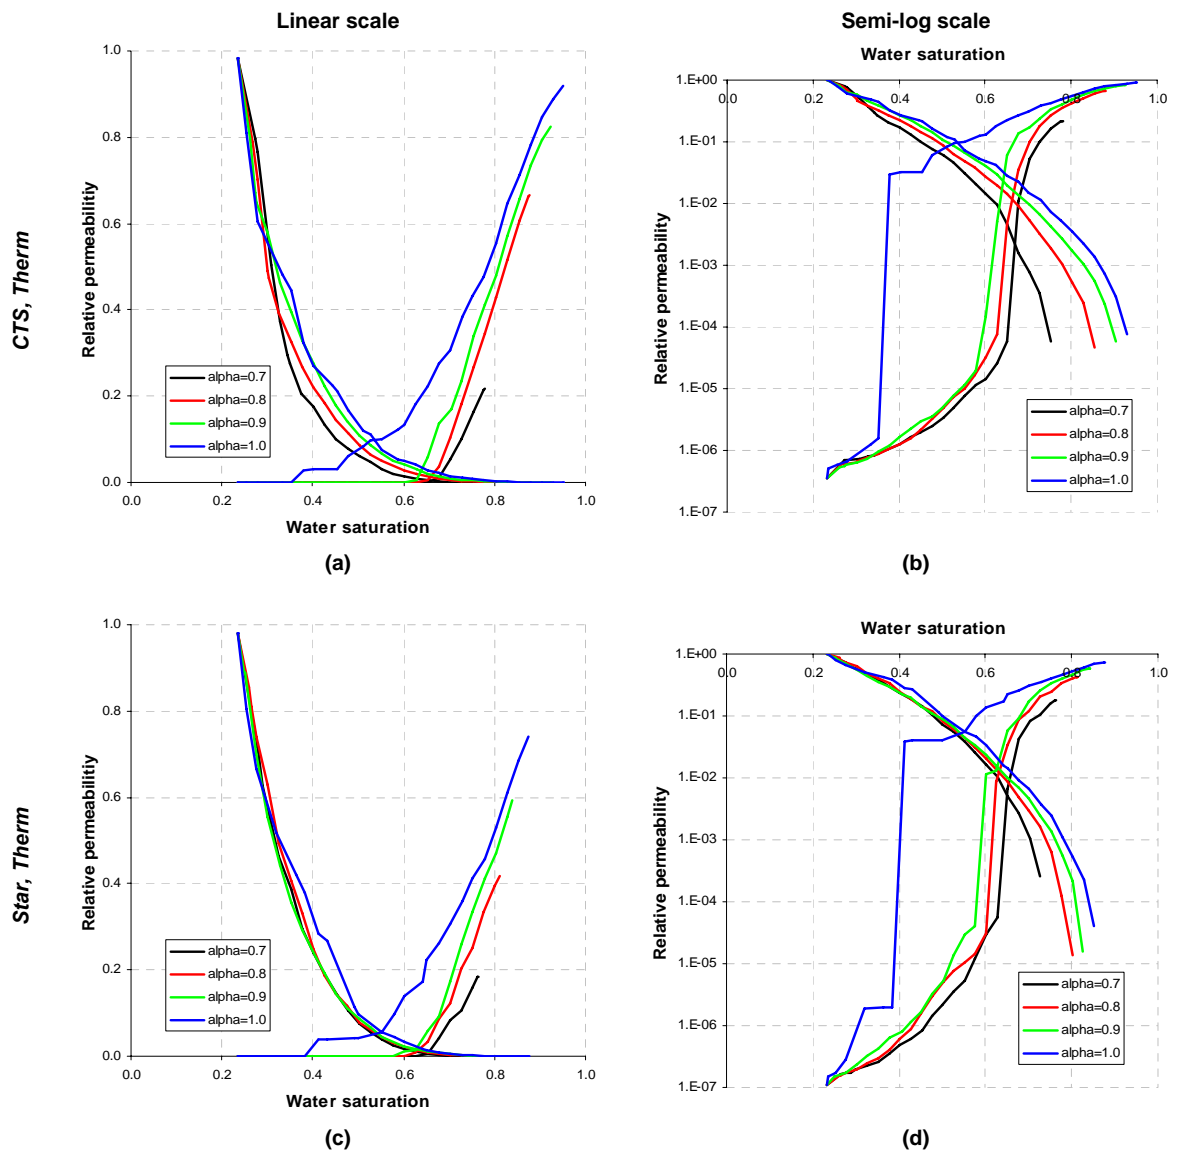 Linear scale
Semi-log scale
CTS, Therm
Relative permeability
1.0
0.8
0.6
0.4
0.2
0.0
0.0
0.2
0.4
0.6
0.8
1.0
alpha=0.7
alpha=0.8
alpha=0.9
alpha=1.0
Water saturation
(a)
Water saturation
Relative permeability
1.E+00
1.E-01
1.E-02
1.E-03
1.E-04
1.E-05
1.E-06
1.E-07
0.0
0.2
0.4
0.6
0.8
1.0
alpha=0.7
alpha=0.8
alpha=0.9
alpha=1.0
(b)
Star, Therm
Relative permeabilitiy
1.0
0.8
0.6
0.4
0.2
0.0
0.0
0.2
0.4
0.6
0.8
1.0
alpha=0.7
alpha=0.8
alpha=0.9
alpha=1.0
Water saturation
(c)
Water saturation
Relative permeability
1.E+00
1.E-01
1.E-02
1.E-03
1.E-04
1.E-05
1.E-06
1.E-07
0.0
0.2
0.4
0.6
0.8
1.0
alpha=0.7
alpha=0.8
alpha=0.9
alpha=1.0
(d)